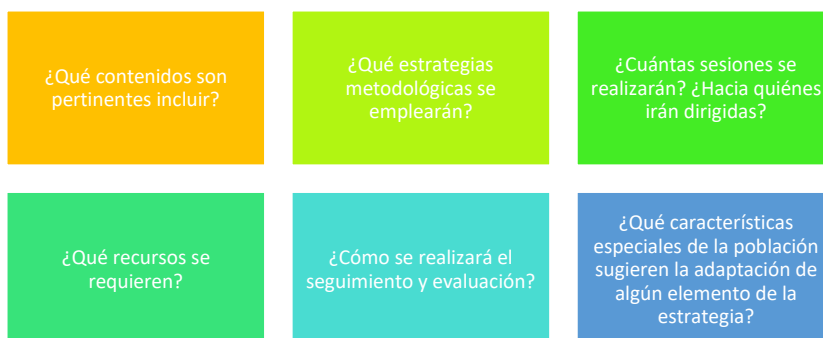 ¿Qué contenidos son
pertinentes incluir?
¿Qué estrategias
metodológicas se
emplearán?
¿Cuántas sesiones se
realizarán? ¿Hacia quiénes
irán dirigidas?
¿Qué recursos se
requieren?
¿Cómo se realizará el
seguimiento y evaluación?
¿Qué características
especiales de la población
sugieren la adaptación de
algún elemento de la
estrategia?